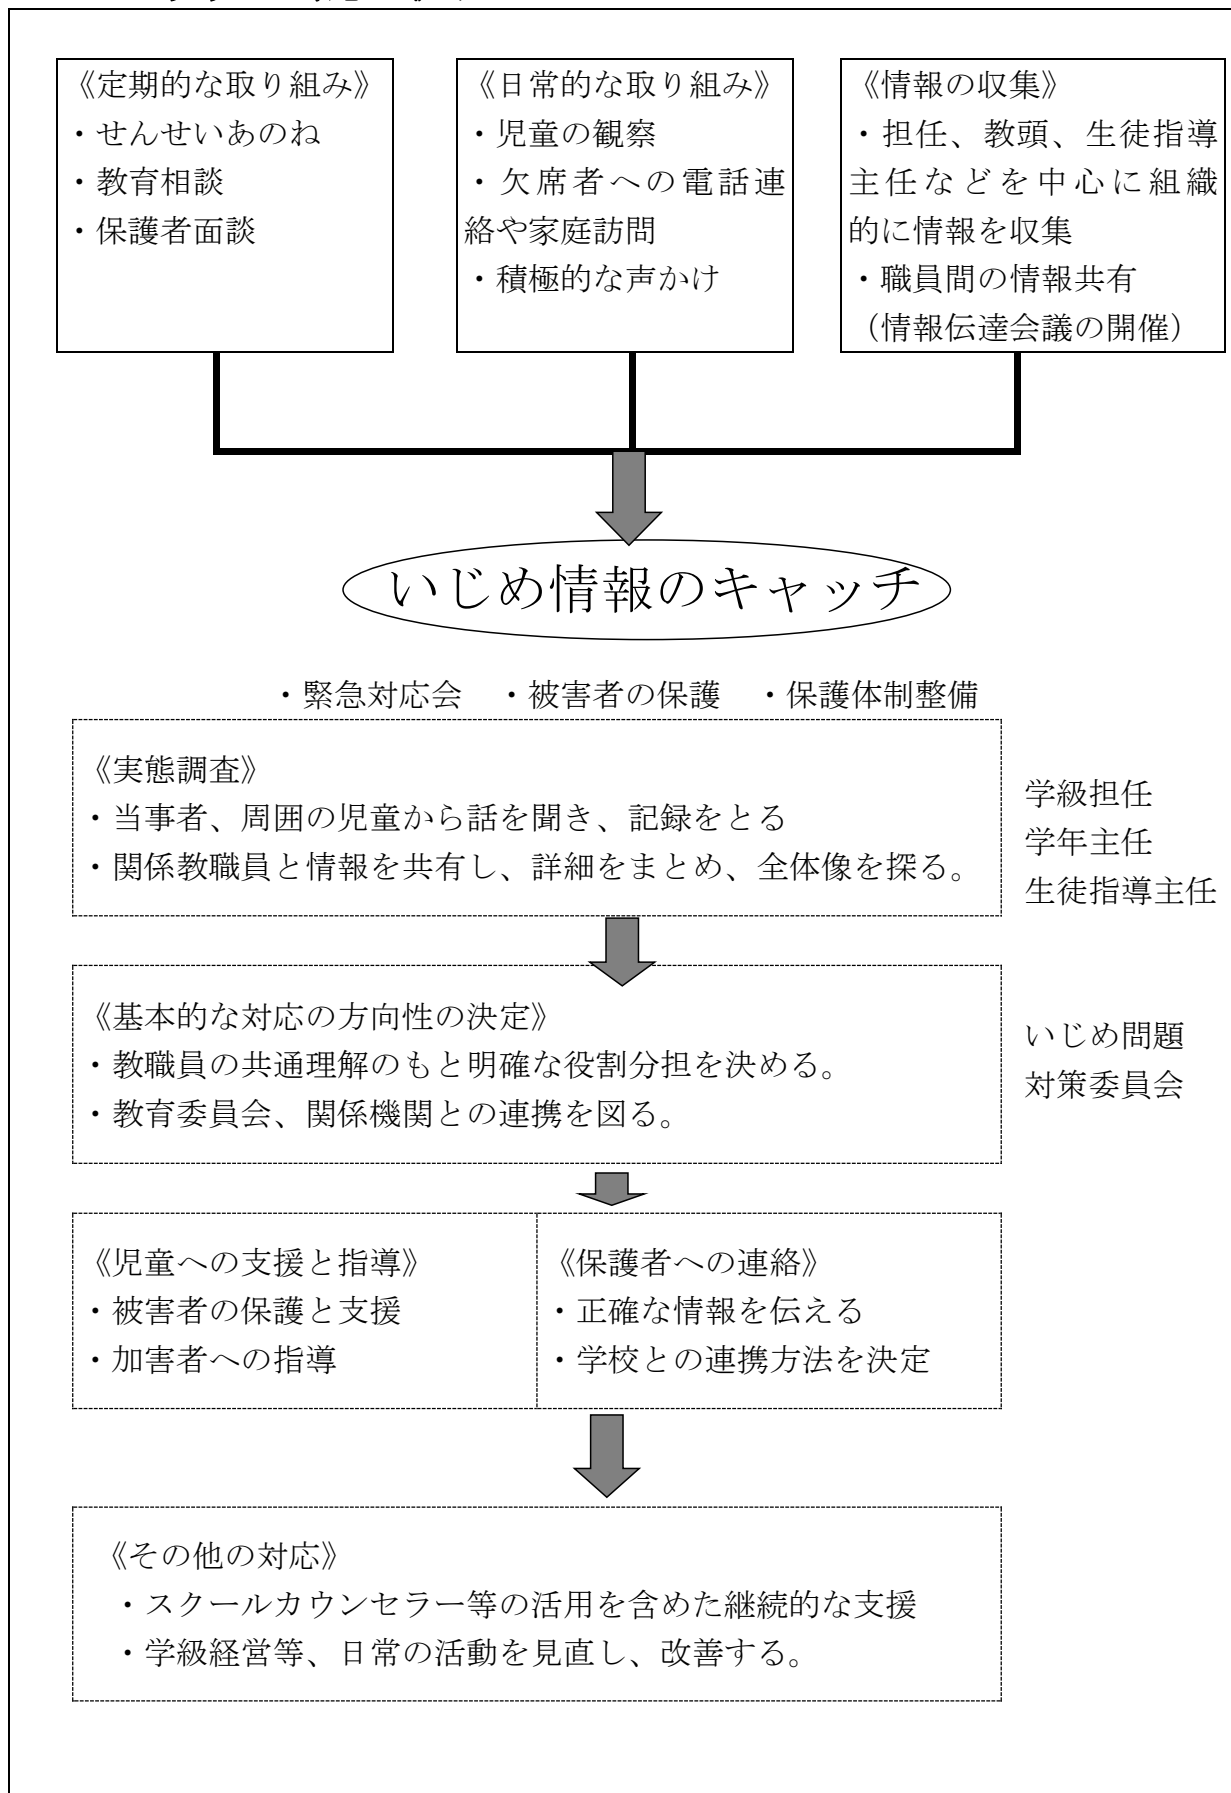 《定期的な取り組み》
・せんせいあのね
・教育相談
・保護者面談
《日常的な取り組み》
・児童の観察
・欠席者への電話連
絡や家庭訪問
・積極的な声かけ
《情報の収集》
・担任、教頭、生徒指導
主任などを中心に組織
的に情報を収集
・職員間の情報共有
（情報伝達会議の開催）
いじめ情報のキャッチ
・緊急対応会　・被害者の保護　・保護体制整備
《実態調査》
・当事者、周囲の児童から話を聞き、記録をとる
・関係教職員と情報を共有し、詳細をまとめ、全体像を探る。
学級担任
学年主任
生徒指導主任
《基本的な対応の方向性の決定》
・教職員の共通理解のもと明確な役割分担を決める。
・教育委員会、関係機関との連携を図る。
いじめ問題
対策委員会
《児童への支援と指導》
・被害者の保護と支援
・加害者への指導
《保護者への連絡》
・正確な情報を伝える
・学校との連携方法を決定
《その他の対応》
・スクールカウンセラー等の活用を含めた継続的な支援
・学級経営等、日常の活動を見直し、改善する。